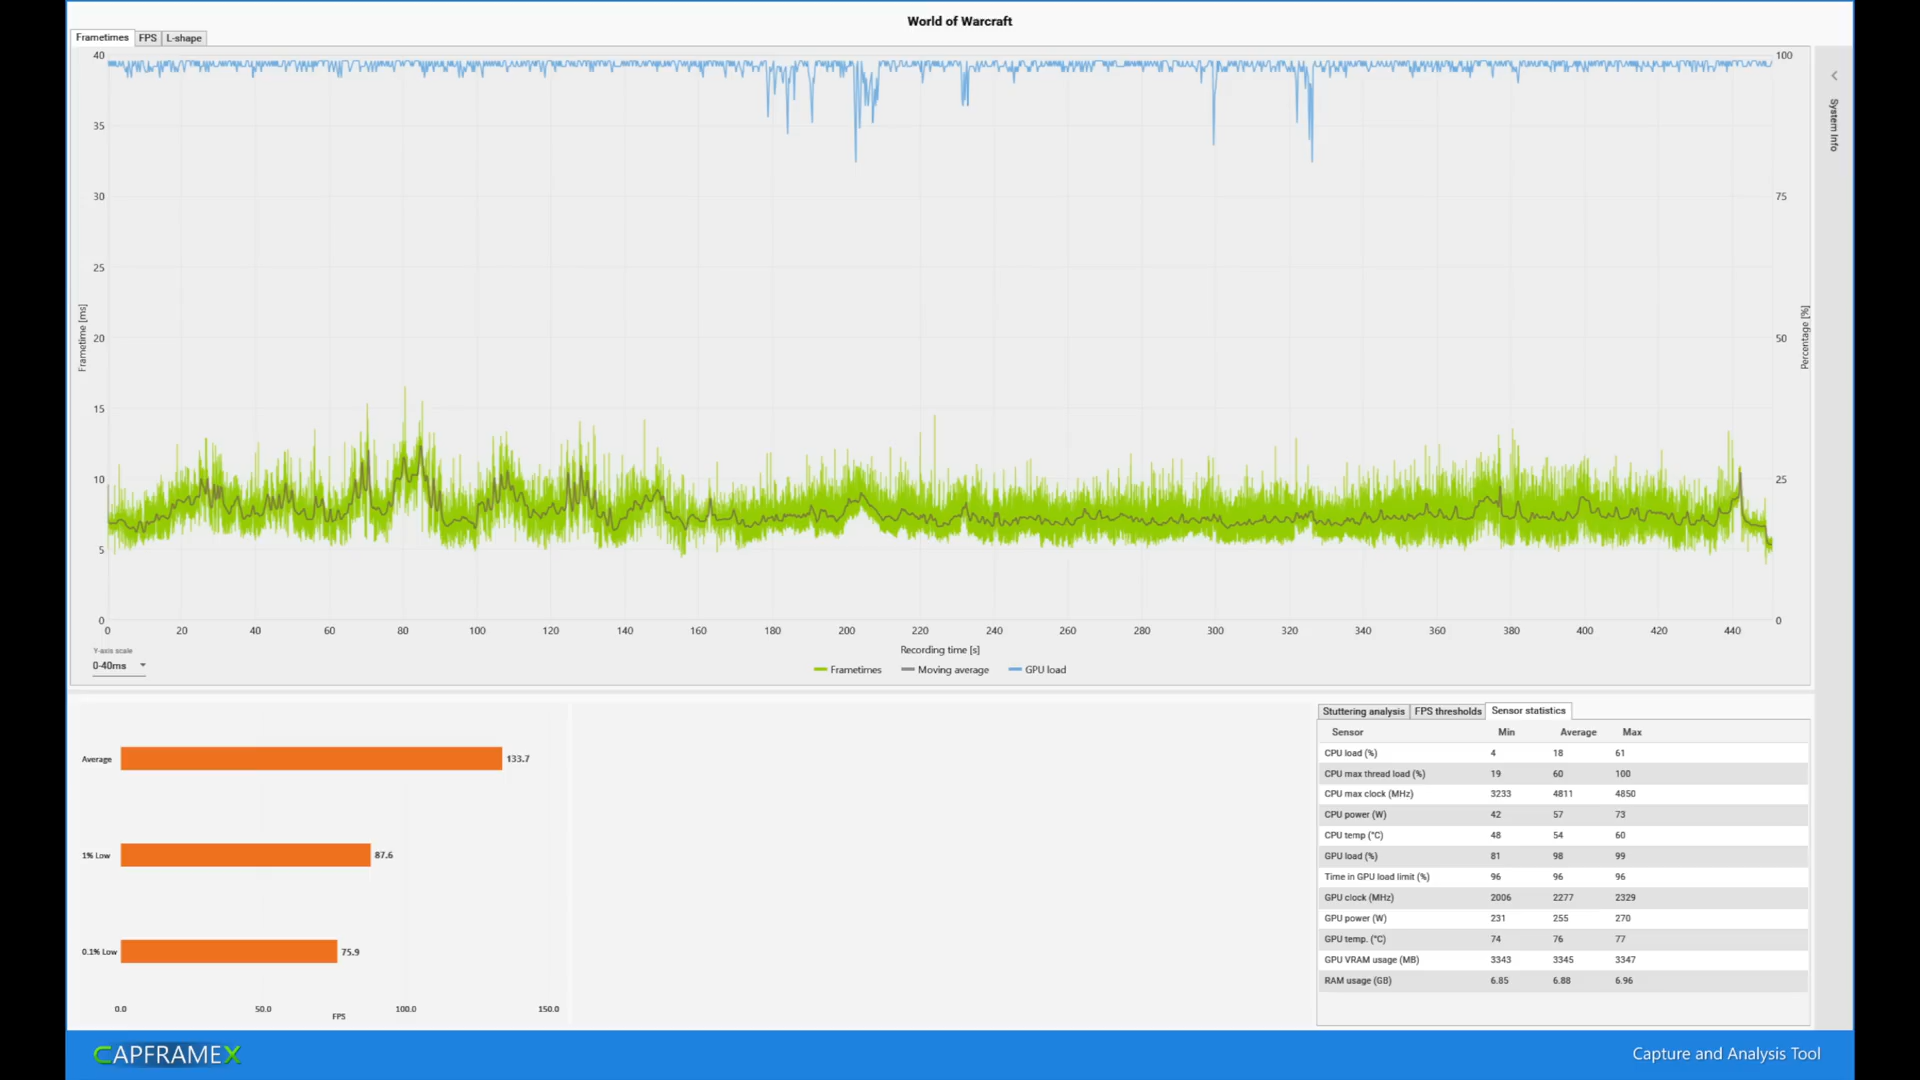 World of Warcraft
Frametimes FPS L-shape
40 100
35
30 75
25
20 50
15
10 25
5
0 0
Frametime [ms]
Percentage [%]
System Info
0 20 40 60 80 100 120 140 160 180 200 220 240 260 280 300 320 340 360 380 400 420 440
Recording time [s]
Y-axis scale
0-40ms
Frametimes Moving average GPU load
Average 133.7
1% Low 87.6
0.1% Low 75.9
0.0 50.0 100.0 150.0
FPS
Stuttering analysis FPS thresholds Sensor statistics
Sensor Min Average Max
CPU load (%) 4 18 61
CPU max thread load (%) 19 60 100
CPU max clock (MHz) 3233 4811 4850
CPU power (W) 42 57 73
CPU temp (°C) 48 54 60
GPU load (%) 81 98 99
Time in GPU load limit (%) 96 96 96
GPU clock (MHz) 2006 2277 2329
GPU power (W) 231 255 270
GPU temp. (°C) 74 76 77
GPU VRAM usage (MB) 3343 3345 3347
RAM usage (GB) 6.85 6.88 6.96
CAPFRAMEX
Capture and Analysis Tool